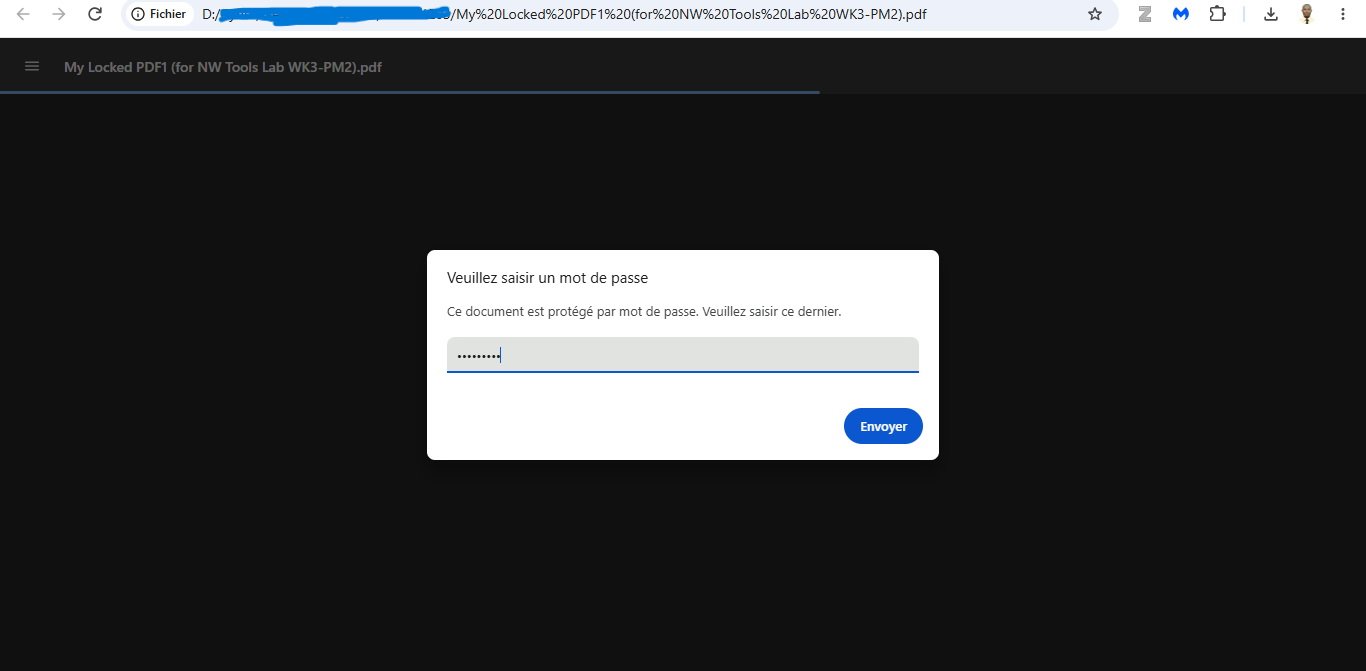 Fichier D:/ /My%20Locked%20PDF1%20(for%20NW%20Tools%20Lab%20WK3-PM2).pdf
My Locked PDF1 (for NW Tools Lab WK3-PM2).pdf
Veuillez saisir un mot de passe
Ce document est protégé par mot de passe. Veuillez saisir ce dernier.
•••••••••
Envoyer